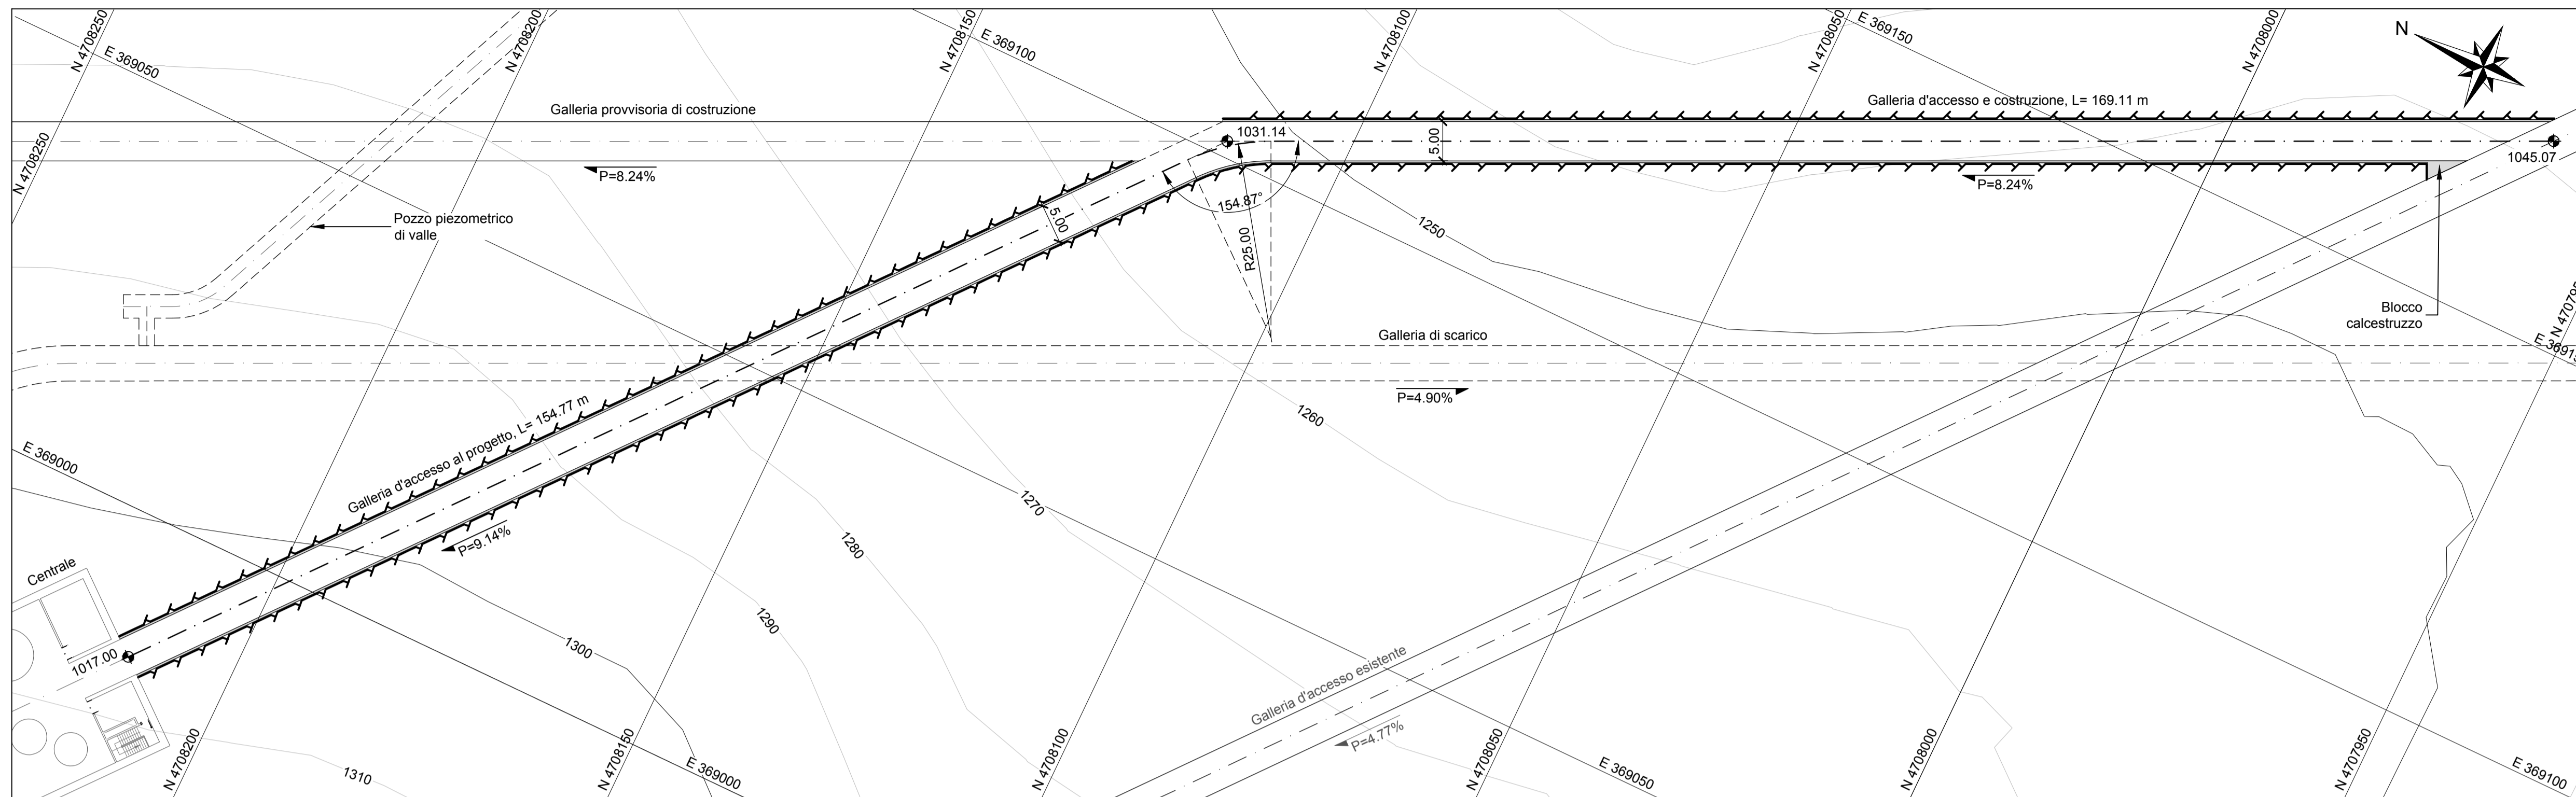 N 4708250
E 369050
N 4708200
N 4708150
E 369100
N 4708100
N 4708050
E 369150
N 4708000
N
Galleria provvisoria di costruzione
Galleria d'accesso e costruzione, L= 169.11 m
1031.14
5.00
1045.07
N 4708250
P=8.24%
P=8.24%
154.87°
Pozzo piezometrico
di valle
5.00
1250
R25.00
Blocco
calcestruzzo
N 470795
E 36915
Galleria di scarico
P=4.90%
1260
Galleria d'accesso al progetto, L= 154.77 m
E 369000
1270
P=9.14%
1280
Centrale
1290
1300
1017.00
Galleria d'accesso esistente
P=4.77%
1310
N 4708200
N 4708150
E 369000
N 4708100
N 4708050
E 369050
N 4708000
N 4707950
E 369100